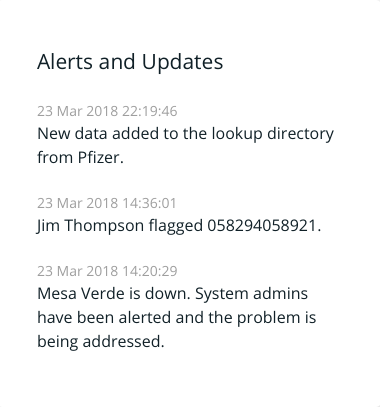 Alerts and Updates
23 Mar 2018 22:19:46
New data added to the lookup directory
from Pfizer.
23 Mar 2018 14:36:01
Jim Thompson flagged 058294058921.
23 Mar 2018 14:20:29
Mesa Verde is down. System admins
have been alerted and the problem is
being addressed.